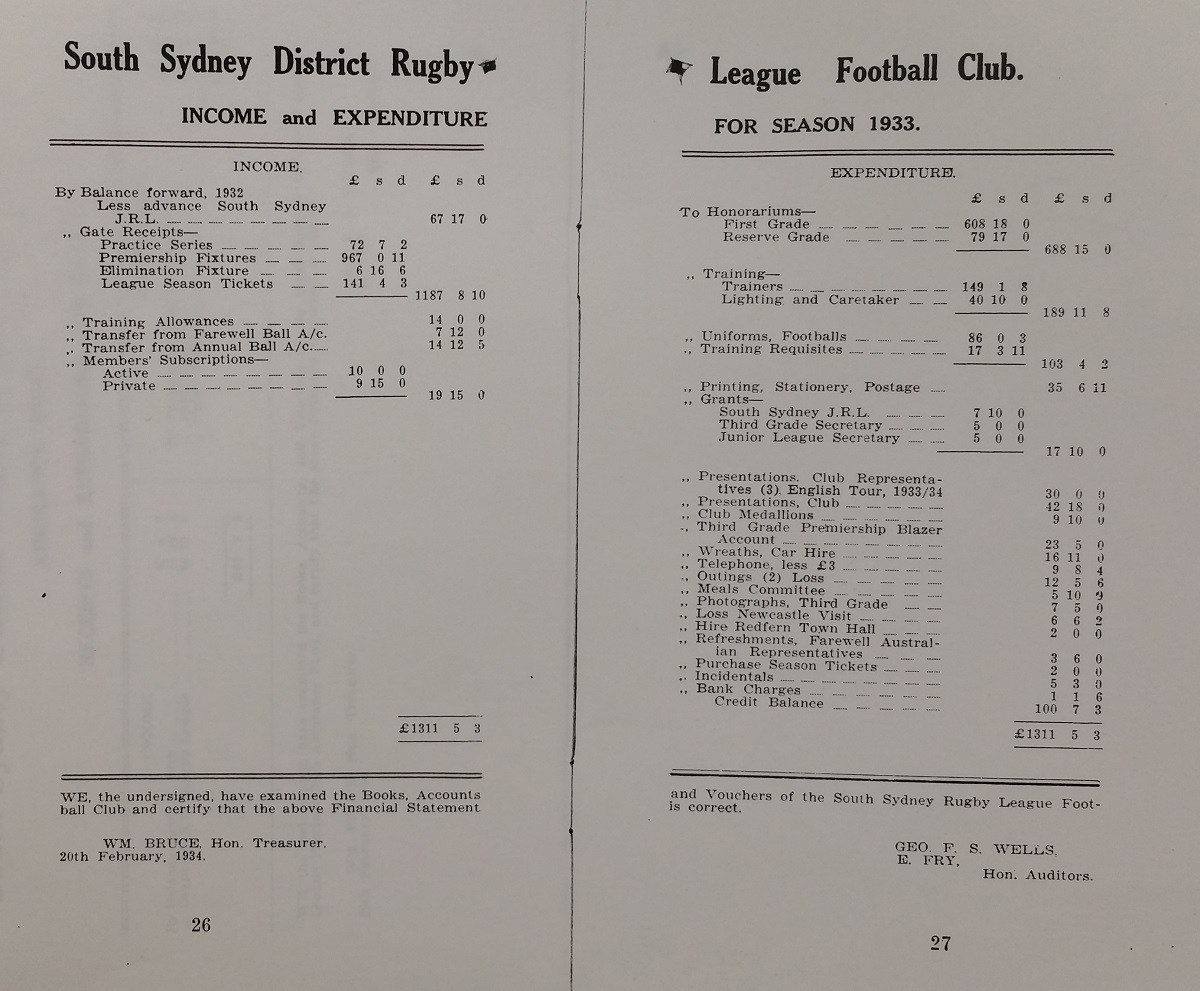 South Sydney District Rugby
INCOME and EXPENDITURE
INCOME.
£ s d £ s d
By Balance forward, 1932
Less advance South Sydney
J.R.L. 67 17 0
,, Gate Receipts—
Practice Series 72 7 2
Premiership Fixtures 967 0 11
Elimination Fixture 6 16 6
League Season Tickets 141 4 3
1187 8 10
,, Training Allowances 14 0 0
,, Transfer from Farewell Ball A/c. 7 12 0
,, Transfer from Annual Ball A/c. 14 12 5
,, Members' Subscriptions—
Active 10 0 0
Private 9 15 0
19 15 0
£1311 5 3
WE, the undersigned, have examined the Books, Accounts
ball Club and certify that the above Financial Statement
WM. BRUCE, Hon. Treasurer.
20th February, 1934.
26
League Football Club.
FOR SEASON 1933.
EXPENDITURE.
£ s d £ s d
To Honorariums—
First Grade 608 18 0
Reserve Grade 79 17 0
688 15 0
,, Training—
Trainers 149 1 8
Lighting and Caretaker 40 10 0
189 11 8
,, Uniforms, Footballs 86 0 3
,, Training Requisites 17 3 11
103 4 2
,, Printing, Stationery, Postage 35 6 11
,, Grants—
South Sydney J.R.L. 7 10 0
Third Grade Secretary 5 0 0
Junior League Secretary 5 0 0
17 10 0
,, Presentations, Club Representa-
tives (3), English Tour, 1933/34 30 0 0
,, Presentations, Club 42 18 0
,, Club Medallions 9 10 0
,, Third Grade Premiership Blazer
Account 23 5 0
,, Wreaths, Car Hire 16 11 0
,, Telephone, less £3 9 8 4
,, Outings (2) Loss 12 5 6
,, Meals Committee 5 10 9
,, Photographs, Third Grade 7 5 0
,, Loss Newcastle Visit 6 6 2
,, Hire Redfern Town Hall 2 0 0
,, Refreshments, Farewell Austral-
ian Representatives 3 6 0
,, Purchase Season Tickets 2 0 0
,, Incidentals 5 3 0
,, Bank Charges 1 1 6
Credit Balance 100 7 3
£1311 5 3
and Vouchers of the South Sydney Rugby League Foot-
is correct.
GEO. F. S. WELLS,
E. FRY,
Hon. Auditors.
27